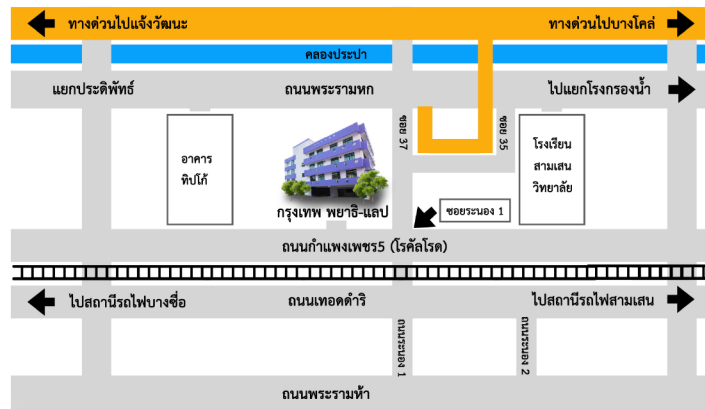 ทางด่วนไปแจ้งวัฒนะ
ทางด่วนไปบางโคล่
คลองประปา
แยกประดิพัทธ์
ถนนพระรามหก
ไปแยกโรงกรองน้ำ
ซอย 37
ซอย 35
อาคาร
ทิปโก้
โรงเรียน
สามเสน
วิทยาลัย
กรุงเทพ พยาธิ-แลป
ซอยระนอง 1
ถนนกำแพงเพชร5 (โรคัลโรด)
ไปสถานีรถไฟบางซื่อ
ถนนเทอดดำริ
ไปสถานีรถไฟสามเสน
ถนนระนอง 1
ถนนระนอง 2
ถนนพระรามห้า